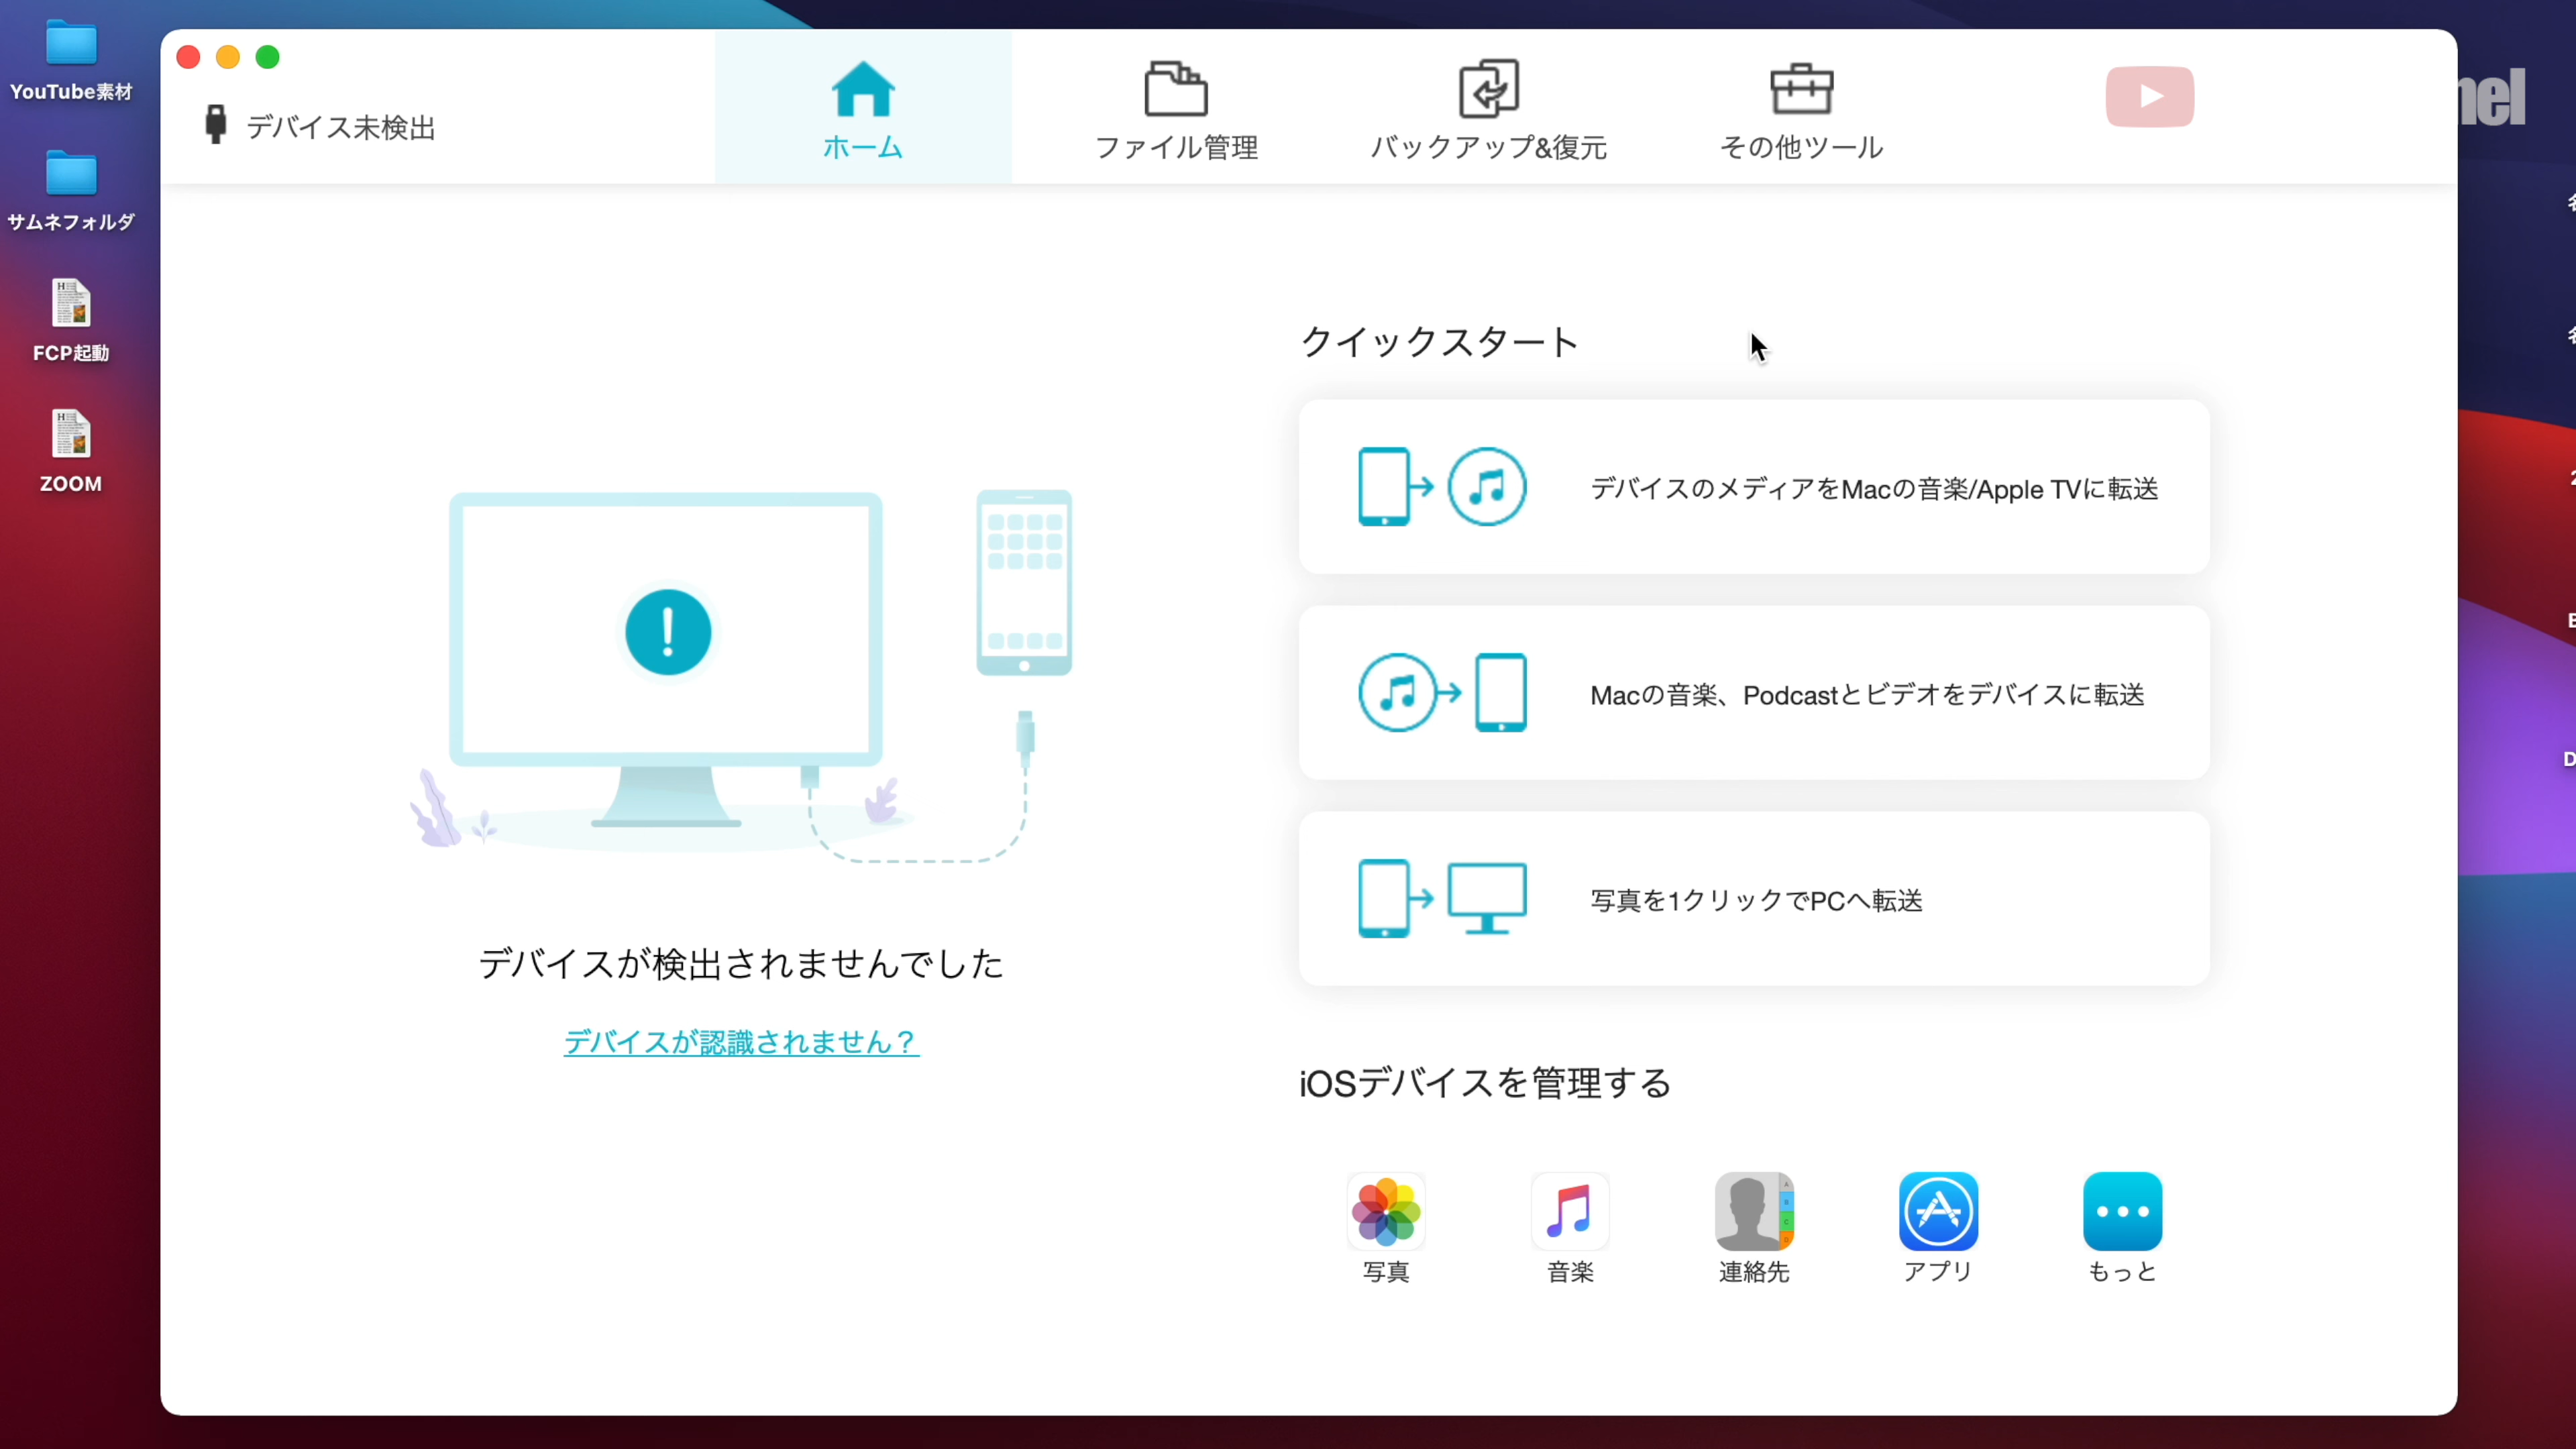 YouTube素材
サムネフォルダ
FCP起動
ZOOM
デバイス未検出
ホーム
ファイル管理
バックアップ&復元
その他ツール
クイックスタート
デバイスのメディアをMacの音楽/Apple TVに転送
Macの音楽、Podcastとビデオをデバイスに転送
写真を1クリックでPCへ転送
デバイスが検出されませんでした
デバイスが認識されません？
iOSデバイスを管理する
写真
音楽
連絡先
アプリ
もっと